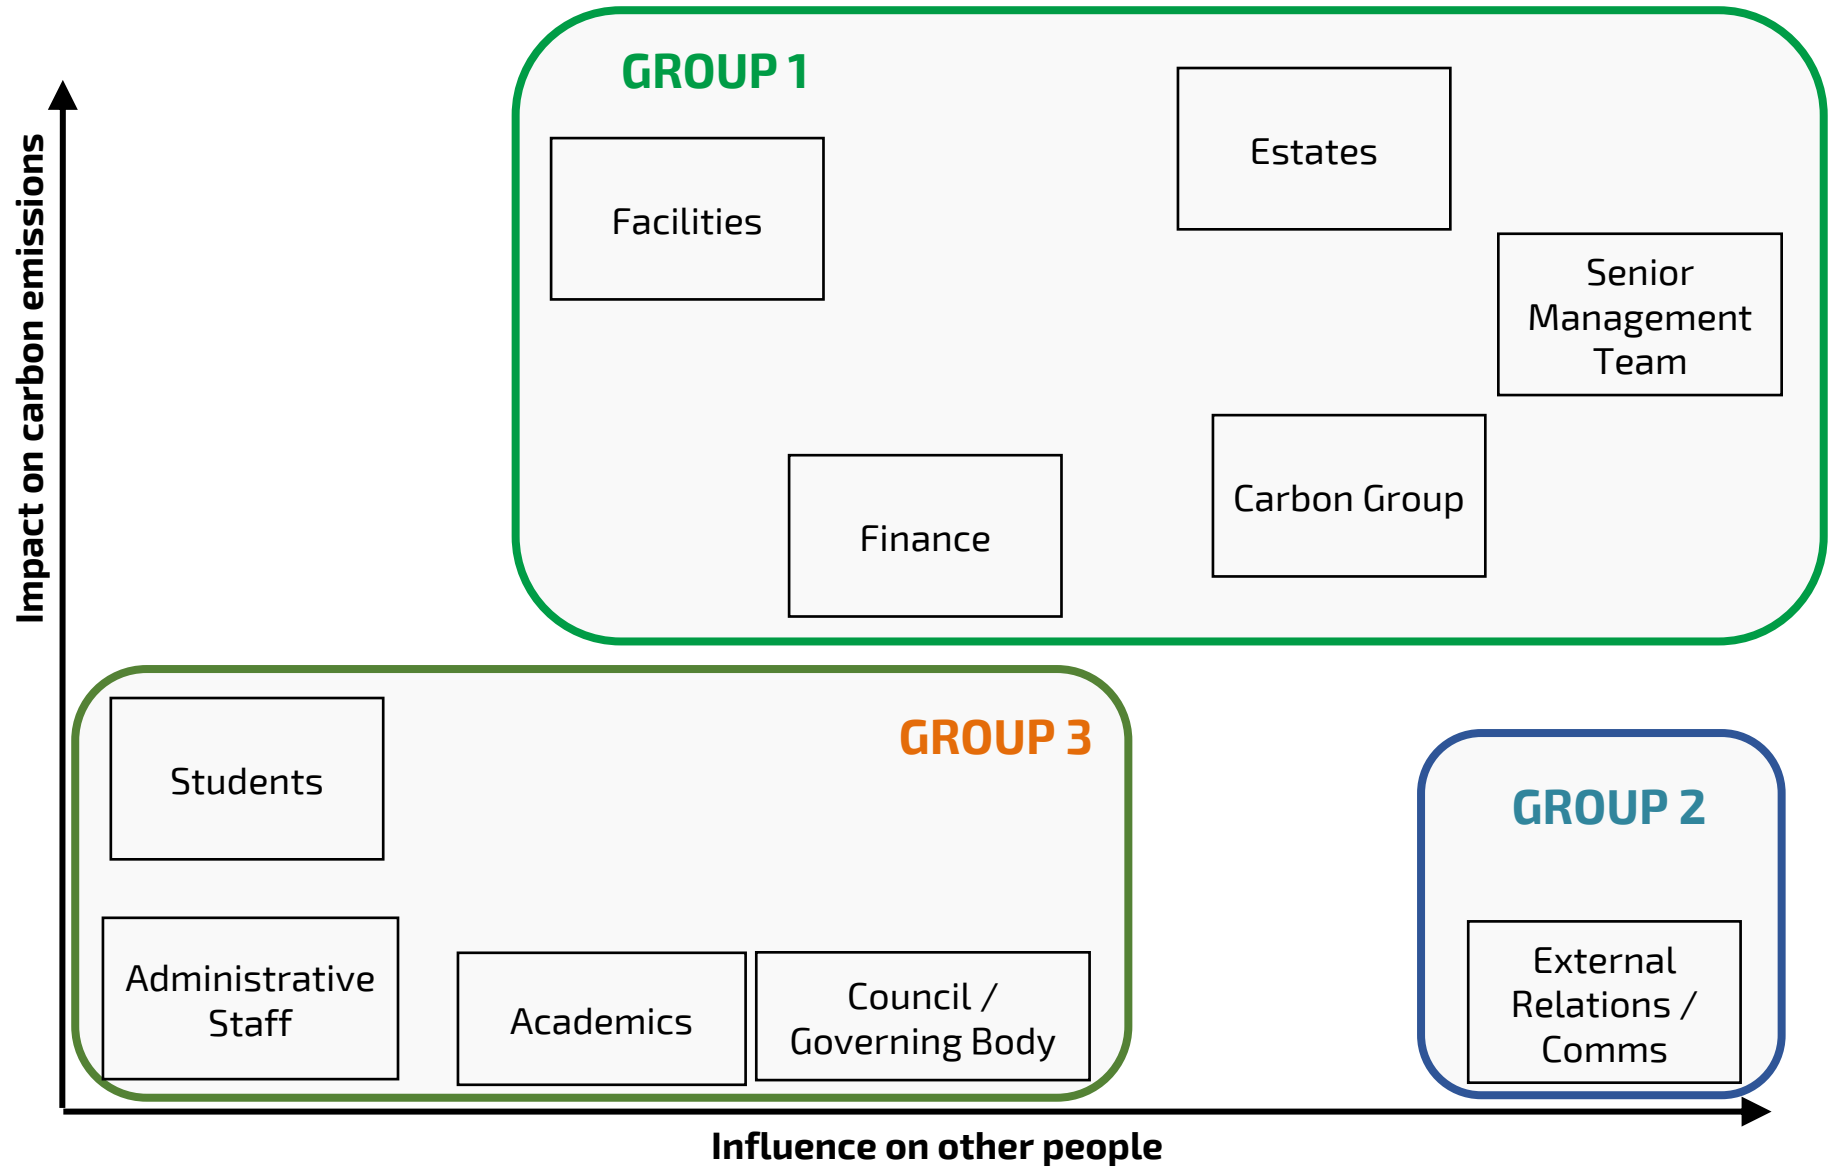 GROUP 1
Estates
Facilities
Senior
Management
Team
Carbon Group
Finance
Impact on carbon emissions
GROUP 3
Students
GROUP 2
Administrative
Staff
Academics
Council /
Governing Body
External
Relations /
Comms
Influence on other people